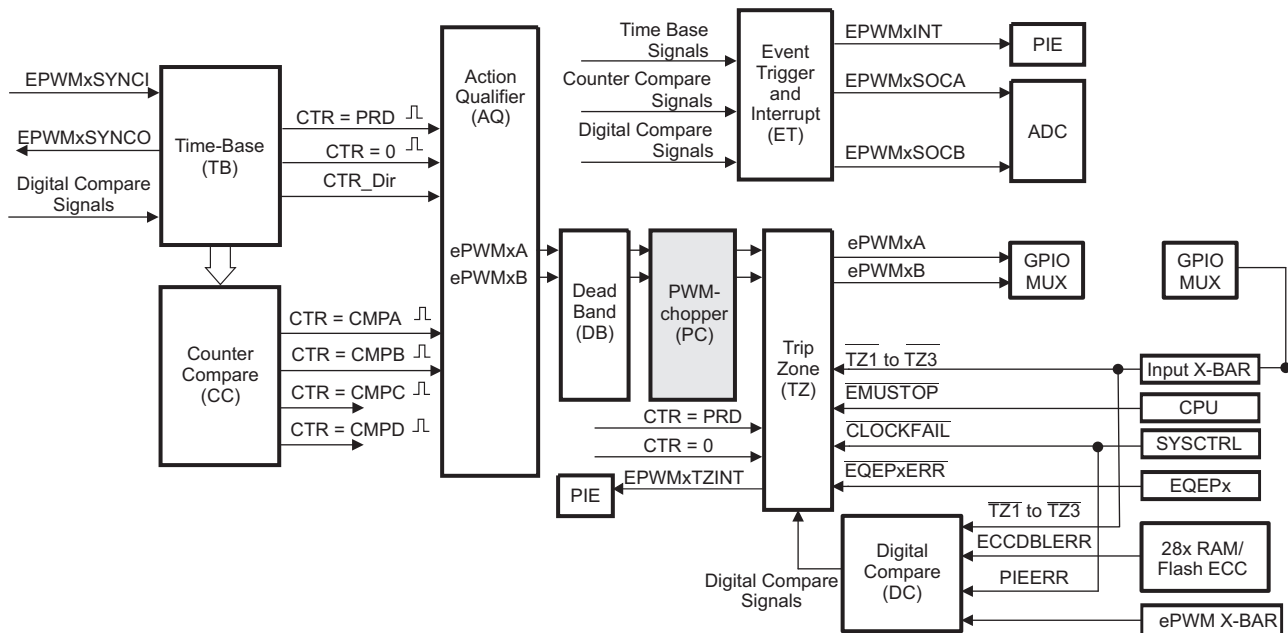 EPWMxSYNCI
EPWMxSYNCO
Digital Compare
Signals
Time-Base
(TB)
CTR = PRD
CTR = 0
CTR_Dir
Counter
Compare
(CC)
CTR = CMPA
CTR = CMPB
CTR = CMPC
CTR = CMPD
Action
Qualifier
(AQ)
ePWMxA
ePWMxB
Time Base
Signals
Counter Compare
Signals
Digital Compare
Signals
Event
Trigger
and
Interrupt
(ET)
EPWMxINT
EPWMxSOCA
EPWMxSOCB
PIE
ADC
Dead
Band
(DB)
PWM-
chopper
(PC)
Trip
Zone
(TZ)
ePWMxA
ePWMxB
GPIO
MUX
GPIO
MUX
TZ1 to TZ3
Input X-BAR
EMUSTOP
CPU
CLOCKFAIL
SYSCTRL
EQEPxERR
EQEPx
CTR = PRD
CTR = 0
EPWMxTZINT
PIE
TZ1 to TZ3
ECCDBLERR
28x RAM/
Flash ECC
PIEERR
ePWM X-BAR
Digital
Compare
(DC)
Digital Compare
Signals